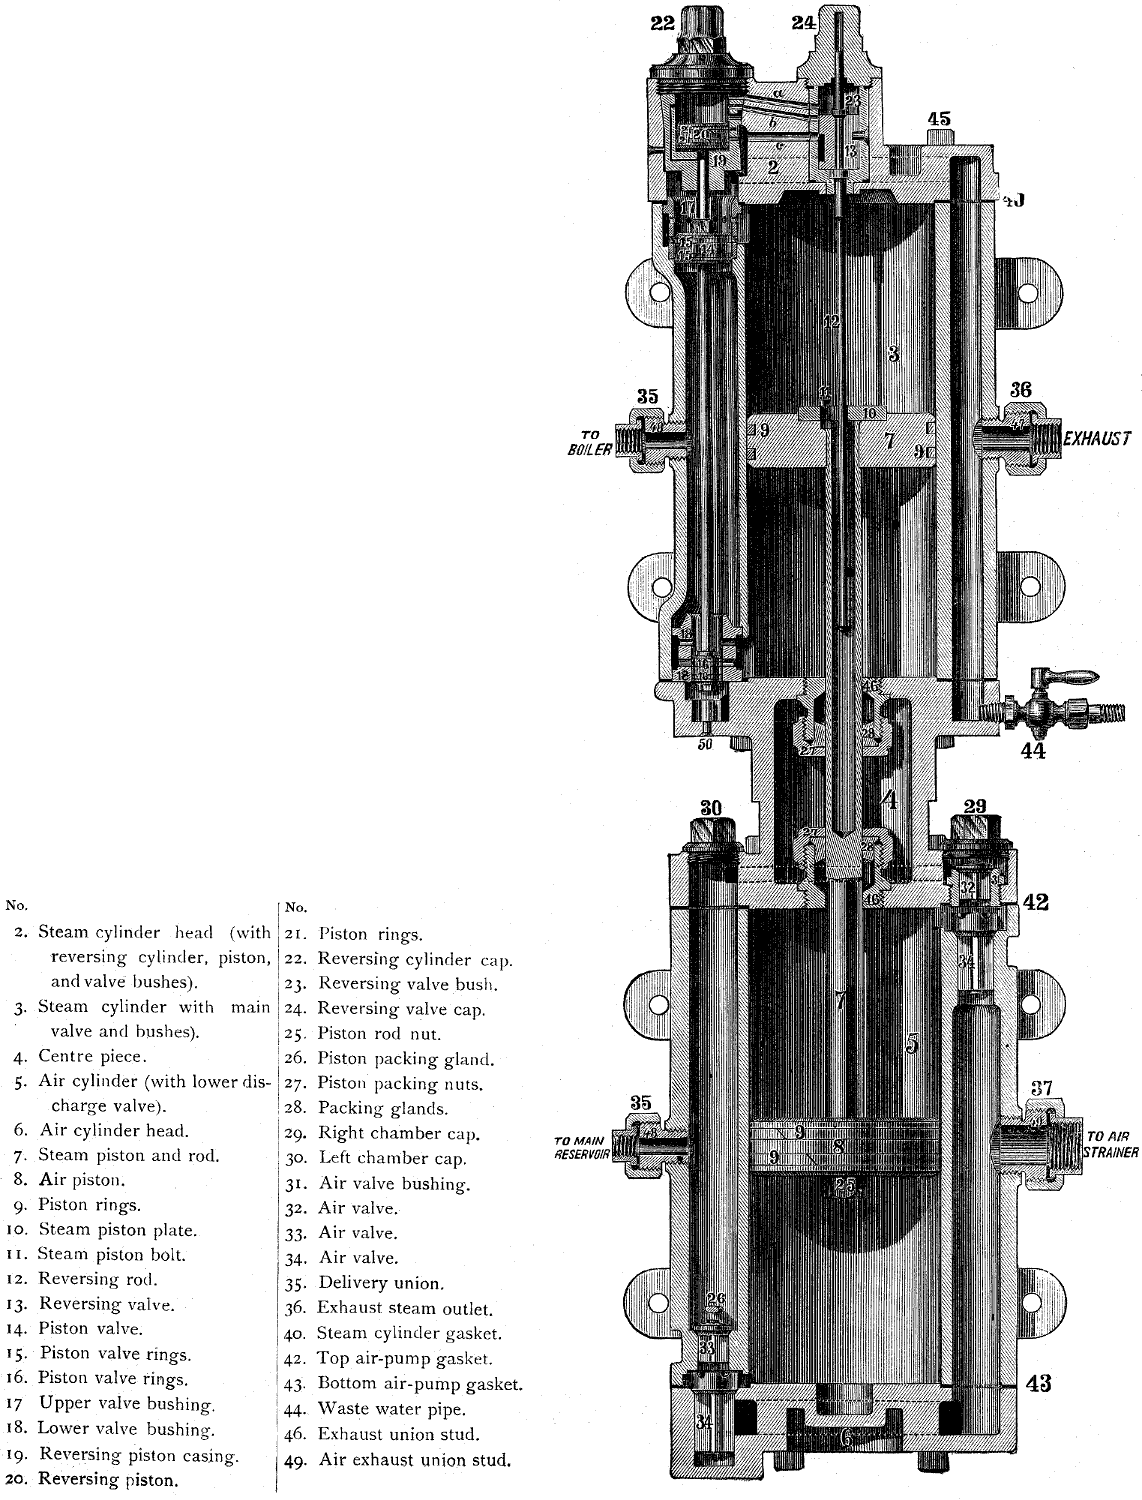 22
24
a
23
20
b
45
c
13
19
2
40
17
15
14
15
12
3
35
11
10
36
TO
BOILER
9
7
9
EXHAUST
18
16
46
28
27
50
44
4
30
29
27
28
32
46
42
34
7
5
35
37
TO MAIN
RESERVOIR
9
8
9
TO AIR
STRAINER
25
26
33
43
34
6
No.
2. Steam cylinder head (with
reversing cylinder, piston,
and valve bushes).
3. Steam cylinder with main
valve and bushes).
4. Centre piece.
5. Air cylinder (with lower dis-
charge valve).
6. Air cylinder head.
7. Steam piston and rod.
8. Air piston.
9. Piston rings.
10. Steam piston plate.
11. Steam piston bolt.
12. Reversing rod.
13. Reversing valve.
14. Piston valve.
15. Piston valve rings.
16. Piston valve rings.
17 Upper valve bushing.
18. Lower valve bushing.
19. Reversing piston casing.
20. Reversing piston.
No.
21. Piston rings.
22. Reversing cylinder cap.
23. Reversing valve bush.
24. Reversing valve cap.
25. Piston rod nut.
26. Piston packing gland.
27. Piston packing nuts.
28. Packing glands.
29. Right chamber cap.
30. Left chamber cap.
31. Air valve bushing.
32. Air valve.
33. Air valve.
34. Air valve.
35. Delivery union.
36. Exhaust steam outlet.
40. Steam cylinder gasket.
42. Top air-pump gasket.
43. Bottom air-pump gasket.
44. Waste water pipe.
46. Exhaust union stud.
49. Air exhaust union stud.